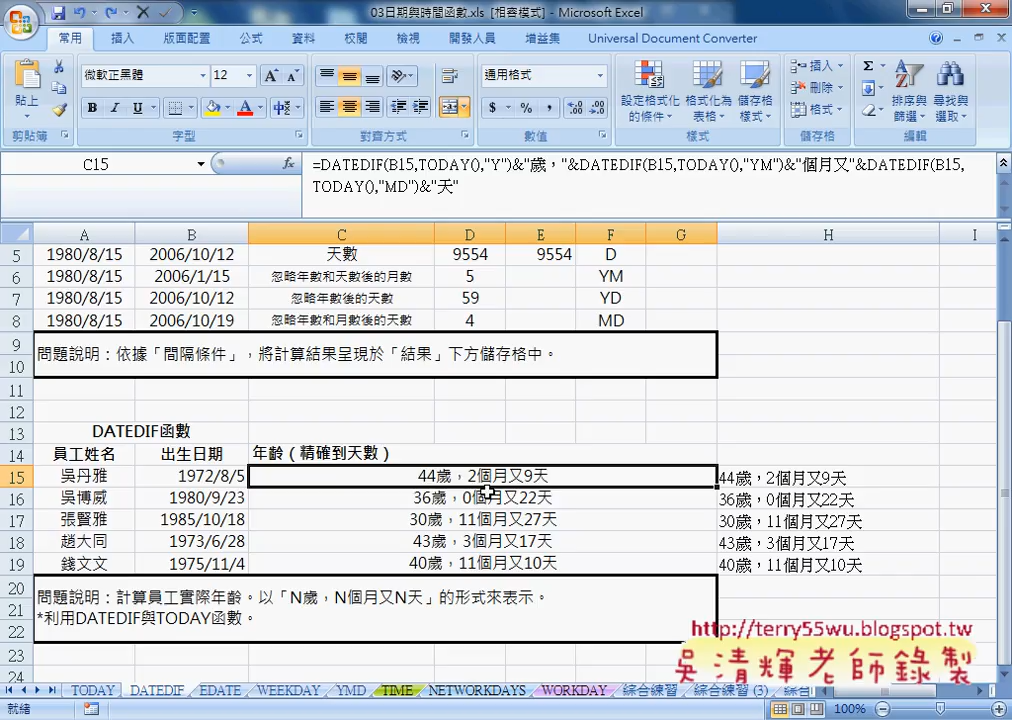 03日期與時間函數.xls [相容模式] - Microsoft Excel
常用 插入 版面配置 公式 資料 校閱 檢視 開發人員 增益集 Universal Document Converter
貼上 微軟正黑體 12 通用格式 設定格式化的條件 格式化為表格 儲存格樣式 插入 刪除 格式 排序與篩選 尋找與選取
剪貼簿 字型 對齊方式 數值 樣式 儲存格 編輯
C15 fx =DATEDIF(B15,TODAY(),"Y")&"歲，"&DATEDIF(B15,TODAY(),"YM")&"個月又"&DATEDIF(B15,
TODAY(),"MD")&"天"
A B C D E F G H I
5 1980/8/15 2006/10/12 天數 9554 9554 D
6 1980/8/15 2006/1/15 忽略年數和天數後的月數 5 YM
7 1980/8/15 2006/10/12 忽略年數後的天數 59 YD
8 1980/8/15 2006/10/19 忽略年數和月數後的天數 4 MD
9
問題說明：依據「間隔條件」，將計算結果呈現於「結果」下方儲存格中。
10
11
12
13 DATEDIF函數
14 員工姓名 出生日期 年齡（精確到天數）
15 吳丹雅 1972/8/5 44歲，2個月又9天 44歲，2個月又9天
16 吳博威 1980/9/23 36歲，0個月又22天 36歲，0個月又22天
17 張賢雅 1985/10/18 30歲，11個月又27天 30歲，11個月又27天
18 趙大同 1973/6/28 43歲，3個月又17天 43歲，3個月又17天
19 錢文文 1975/11/4 40歲，11個月又10天 40歲，11個月又10天
20 問題說明：計算員工實際年齡。以「N歲，N個月又N天」的形式來表示。
21 *利用DATEDIF與TODAY函數。
22
23
24
http://terry55wu.blogspot.tw
吳清輝老師錄製
TODAY DATEDIF EDATE WEEKDAY YMD TIME NETWORKDAYS WORKDAY 綜合練習 綜合練習 (3) 綜合
就緒 100%